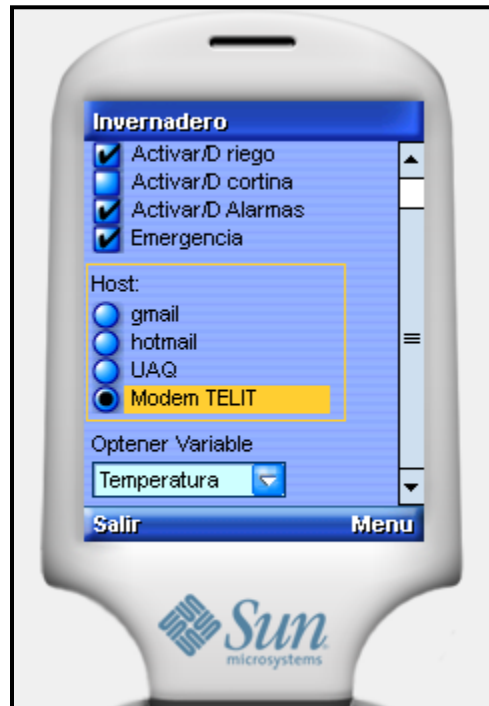 Invernadero
Activar/D riego
Activar/D cortina
Activar/D Alarmas
Emergencia
Host:
gmail
hotmail
UAQ
Modem TELIT
Optener Variable
Temperatura
Salir Menu
Sun
microsystems